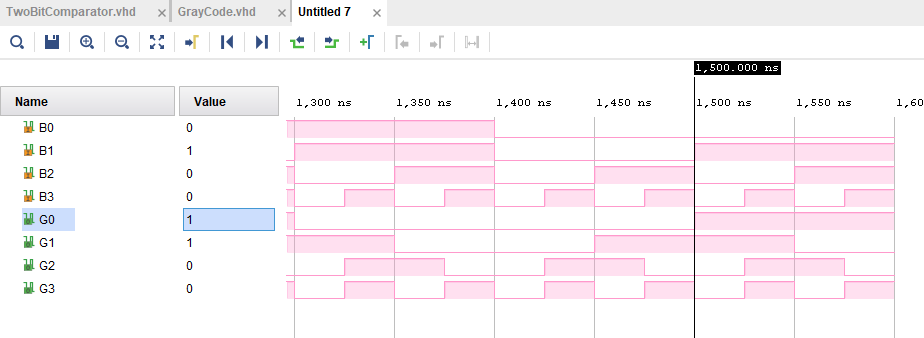 TwoBitComparator.vhd GrayCode.vhd Untitled 7
1,500.000 ns
Name Value
1,300 ns 1,350 ns 1,400 ns 1,450 ns 1,500 ns 1,550 ns 1,60
B0 0
B1 1
B2 0
B3 0
G0 1
G1 1
G2 0
G3 0